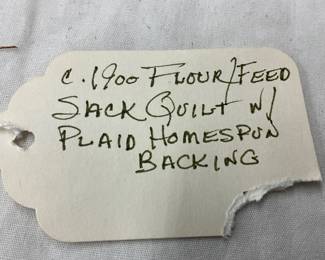 c.1900 Flour/Feed
Sack Quilt w/
Plaid Homespun
Backing